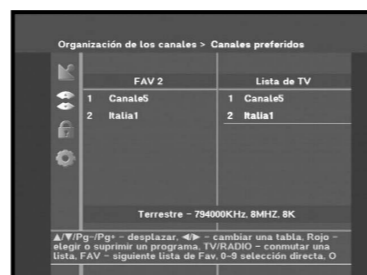 Organización de los canales > Canales preferidos
FAV 2
Lista de TV
1 Canale5
1 Canale5
2 Italia1
2 Italia1
Terrestre - 794000KHz, 8MHZ, 8K
▲/▼/Pg-/Pg+ - desplazar, ◀/▶ - cambiar una tabla, Rojo -
elegir o suprimir un programa, TV/RADIO - conmutar una
lista, FAV - siguiente lista de Fav, 0-9 selección directa, O